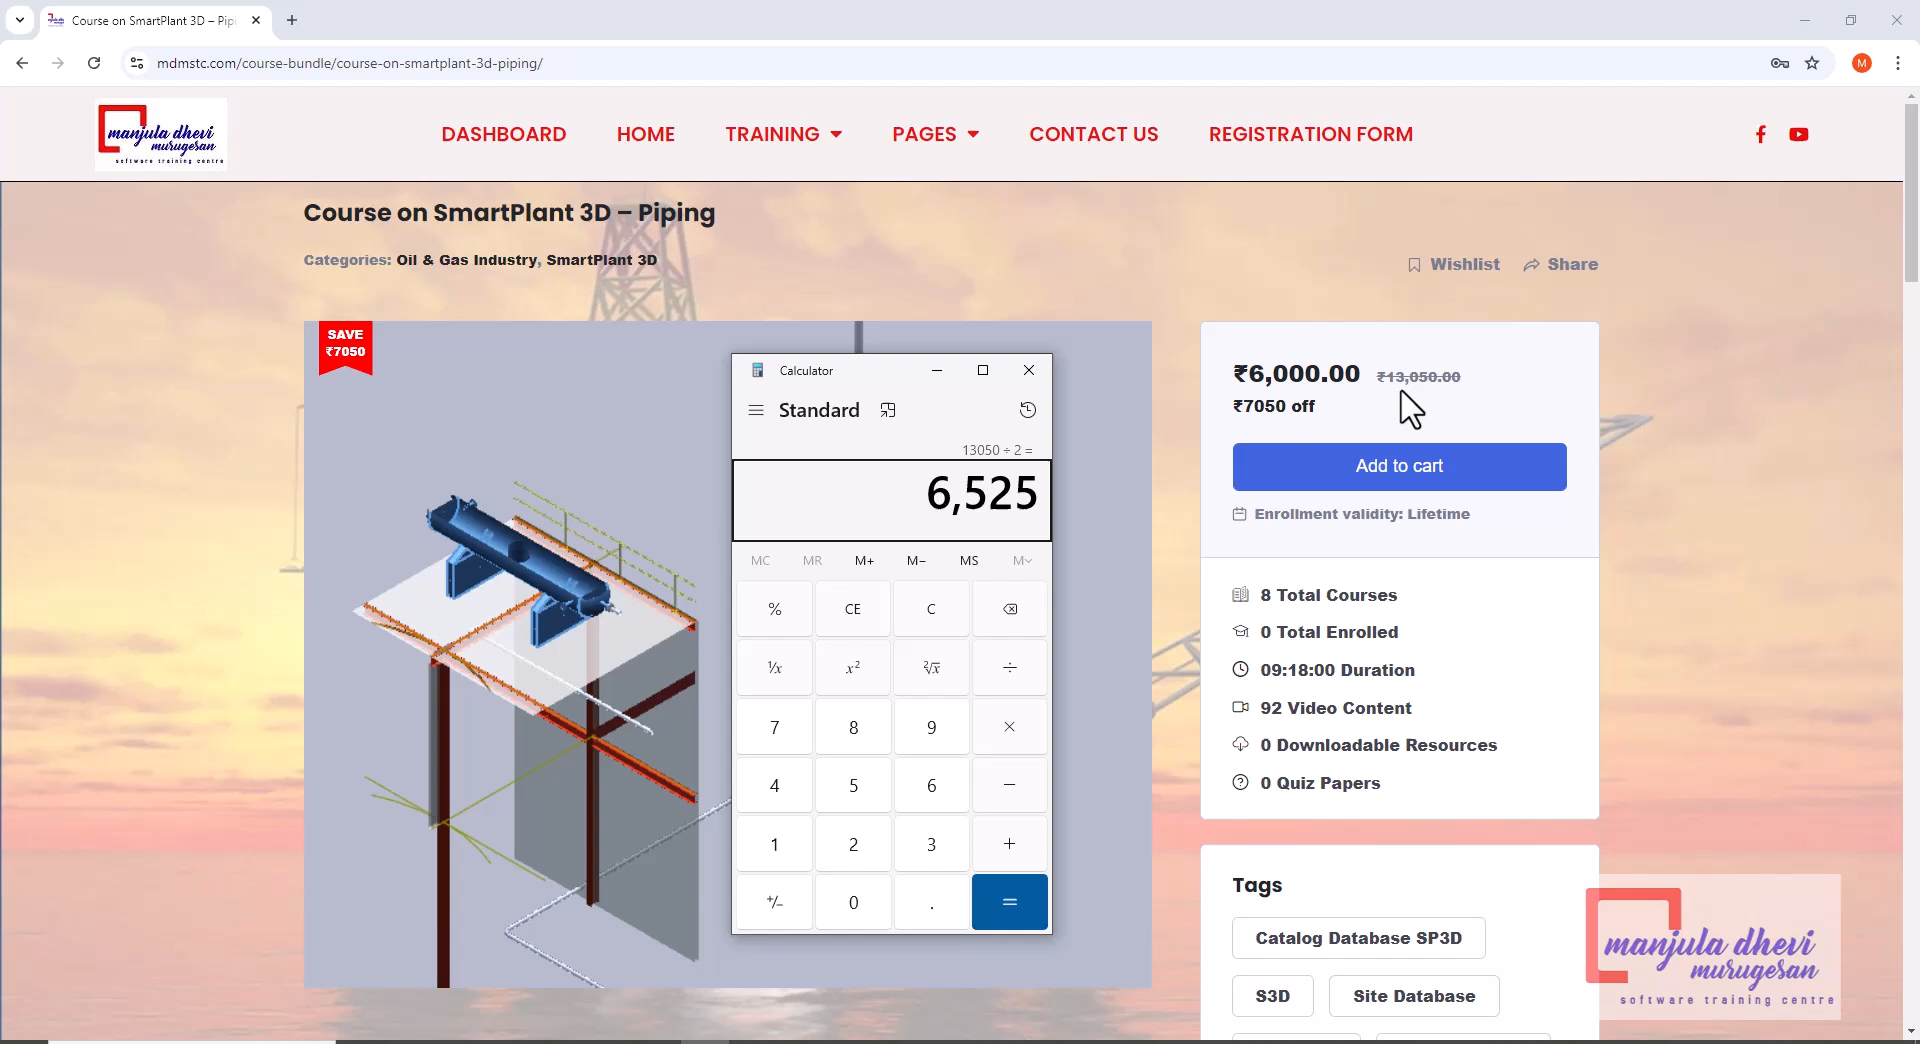 Course on SmartPlant 3D – Pip
mdmstc.com/course-bundle/course-on-smartplant-3d-piping/
M
manjula dhevi
murugesan
software training centre
DASHBOARD HOME TRAINING PAGES CONTACT US REGISTRATION FORM
Course on SmartPlant 3D – Piping
Categories: Oil & Gas Industry, SmartPlant 3D
Wishlist Share
SAVE
₹7050
Calculator
Standard
13050 ÷ 2 =
6,525
MC MR M+ M− MS M
% CE C
¹/x x² ²√x ÷
7 8 9 ×
4 5 6 −
1 2 3 +
+/− 0 . =
₹6,000.00 ₹13,050.00
₹7050 off
Add to cart
Enrollment validity: Lifetime
8 Total Courses
0 Total Enrolled
09:18:00 Duration
92 Video Content
0 Downloadable Resources
0 Quiz Papers
Tags
Catalog Database SP3D
S3D Site Database
manjula dhevi
murugesan
software training centre